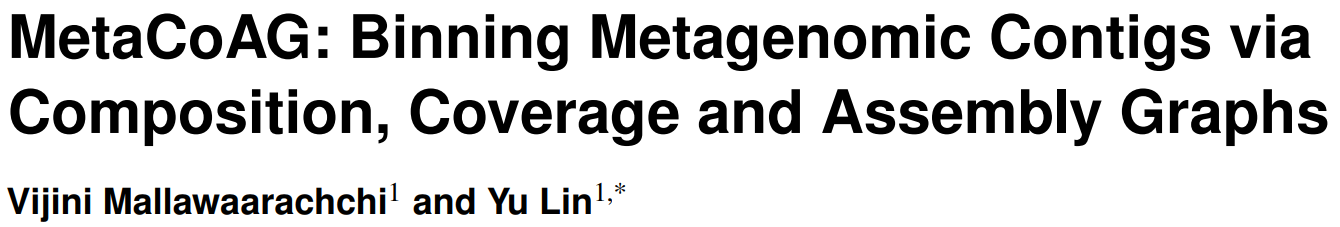 MetaCoAG: Binning Metagenomic Contigs via
Composition, Coverage and Assembly Graphs
Vijini Mallawaarachchi1 and Yu Lin1,*